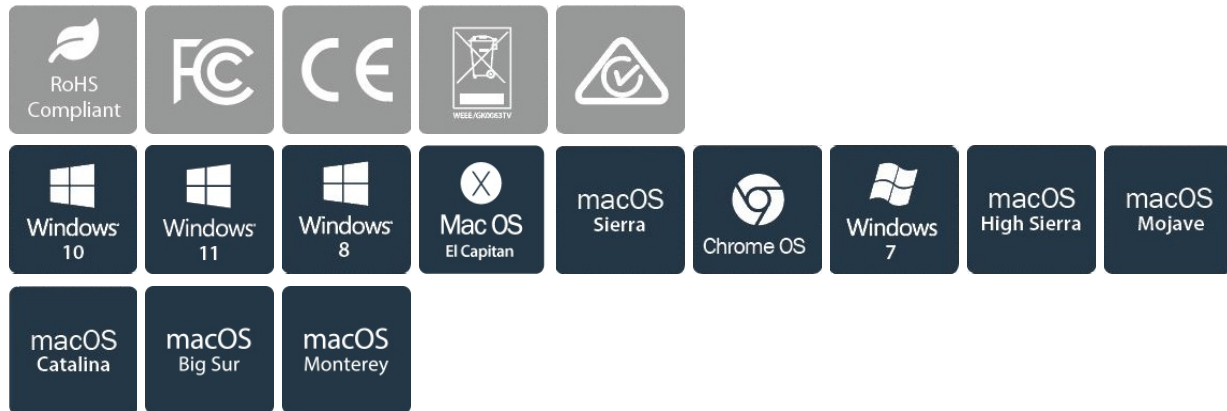 RoHS
Compliant
FC
CE
WEEE/GK0063TV
Windows
10
Windows
11
Windows
8
X
Mac OS
El Capitan
macOS
Sierra
Chrome OS
Windows
7
macOS
High Sierra
macOS
Mojave
macOS
Catalina
macOS
Big Sur
macOS
Monterey